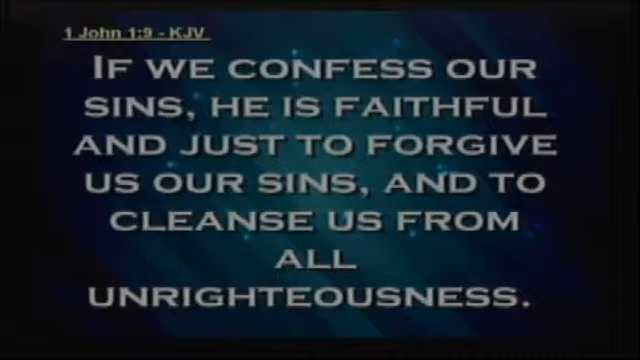 1 John 1:9 - KJV
IF WE CONFESS OUR
SINS, HE IS FAITHFUL
AND JUST TO FORGIVE
US OUR SINS, AND TO
CLEANSE US FROM
ALL
UNRIGHTEOUSNESS.